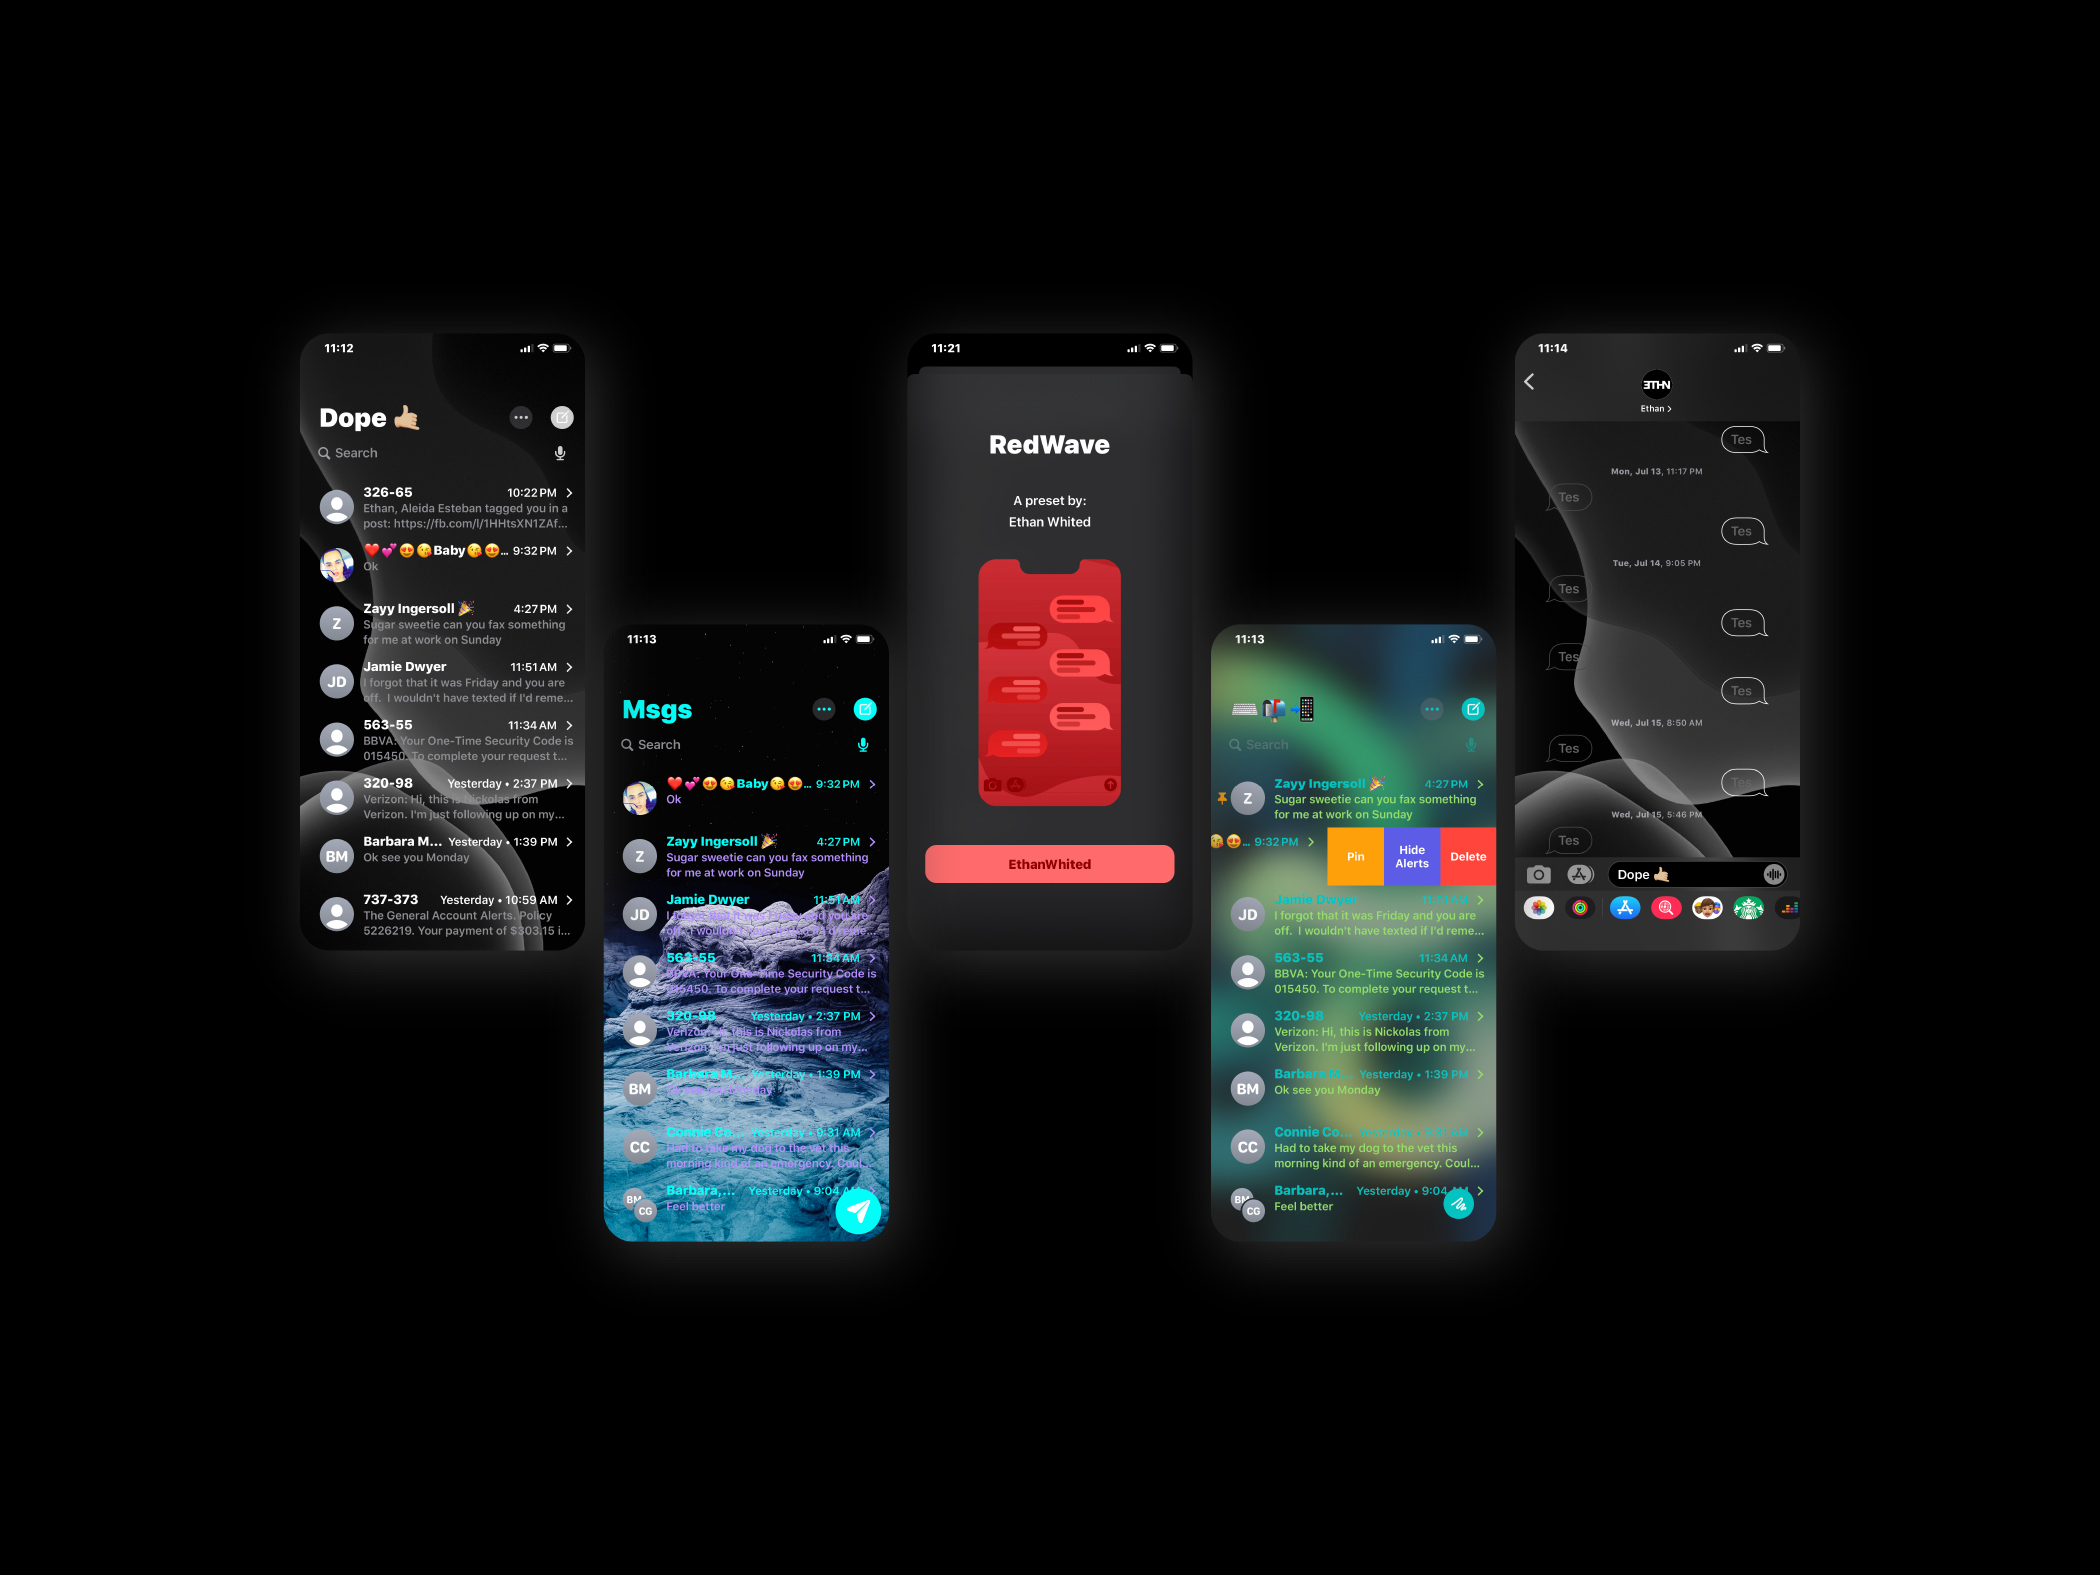 11:12
Dope 🤙🏼
Search
326-65 10:22 PM
Ethan, Aleida Esteban tagged you in a
post: https://fb.com/l/1HHtsXN1ZAf...
❤️💕😍😘Baby😘😍... 9:32 PM
Ok
Z
Zayy Ingersoll 🎉 4:27 PM
Sugar sweetie can you fax something
for me at work on Sunday
JD
Jamie Dwyer 11:51 AM
I forgot that it was Friday and you are
off.  I wouldn't have texted if I'd reme...
563-55 11:34 AM
BBVA: Your One-Time Security Code is
015450. To complete your request t...
320-98 Yesterday • 2:37 PM
Verizon: Hi, this is Nickolas from
Verizon. I'm just following up on my...
BM
Barbara M... Yesterday • 1:39 PM
Ok see you Monday
737-373 Yesterday • 10:59 AM
The General Account Alerts. Policy
5226219. Your payment of $303.15 i...
11:13
Msgs
Search
❤️💕😍😘Baby😘😍... 9:32 PM
Ok
Z
Zayy Ingersoll 🎉 4:27 PM
Sugar sweetie can you fax something
for me at work on Sunday
JD
Jamie Dwyer 11:51 AM
I forgot that it was Friday and you are
off.  I wouldn't have texted if I'd reme...
563-55 11:34 AM
BBVA: Your One-Time Security Code is
015450. To complete your request t...
320-98 Yesterday • 2:37 PM
Verizon: Hi, this is Nickolas from
Verizon. I'm just following up on my...
BM
Barbara M... Yesterday • 1:39 PM
Ok see you Monday
CC
Connie Co... Yesterday • 9:31 AM
Had to take my dog to the vet this
morning kind of an emergency. Coul...
BM
CG
Barbara,... Yesterday • 9:04 AM
Feel better
11:21
RedWave
A preset by:
Ethan Whited
EthanWhited
11:13
⌨️📬📲
Search
Z
Zayy Ingersoll 🎉 4:27 PM
Sugar sweetie can you fax something
for me at work on Sunday
😘😍... 9:32 PM
Pin
Hide
Alerts
Delete
JD
Jamie Dwyer 11:51 AM
I forgot that it was Friday and you are
off.  I wouldn't have texted if I'd reme...
563-55 11:34 AM
BBVA: Your One-Time Security Code is
015450. To complete your request t...
320-98 Yesterday • 2:37 PM
Verizon: Hi, this is Nickolas from
Verizon. I'm just following up on my...
BM
Barbara M... Yesterday • 1:39 PM
Ok see you Monday
CC
Connie Co... Yesterday • 9:31 AM
Had to take my dog to the vet this
morning kind of an emergency. Coul...
BM
CG
Barbara,... Yesterday • 9:04 AM
Feel better
11:14
ETHN
Ethan
Tes
Mon, Jul 13, 11:17 PM
Tes
Tes
Tue, Jul 14, 9:05 PM
Tes
Tes
Tes
Tes
Wed, Jul 15, 8:50 AM
Tes
Tes
Wed, Jul 15, 5:46 PM
Tes
Dope 🤙🏼